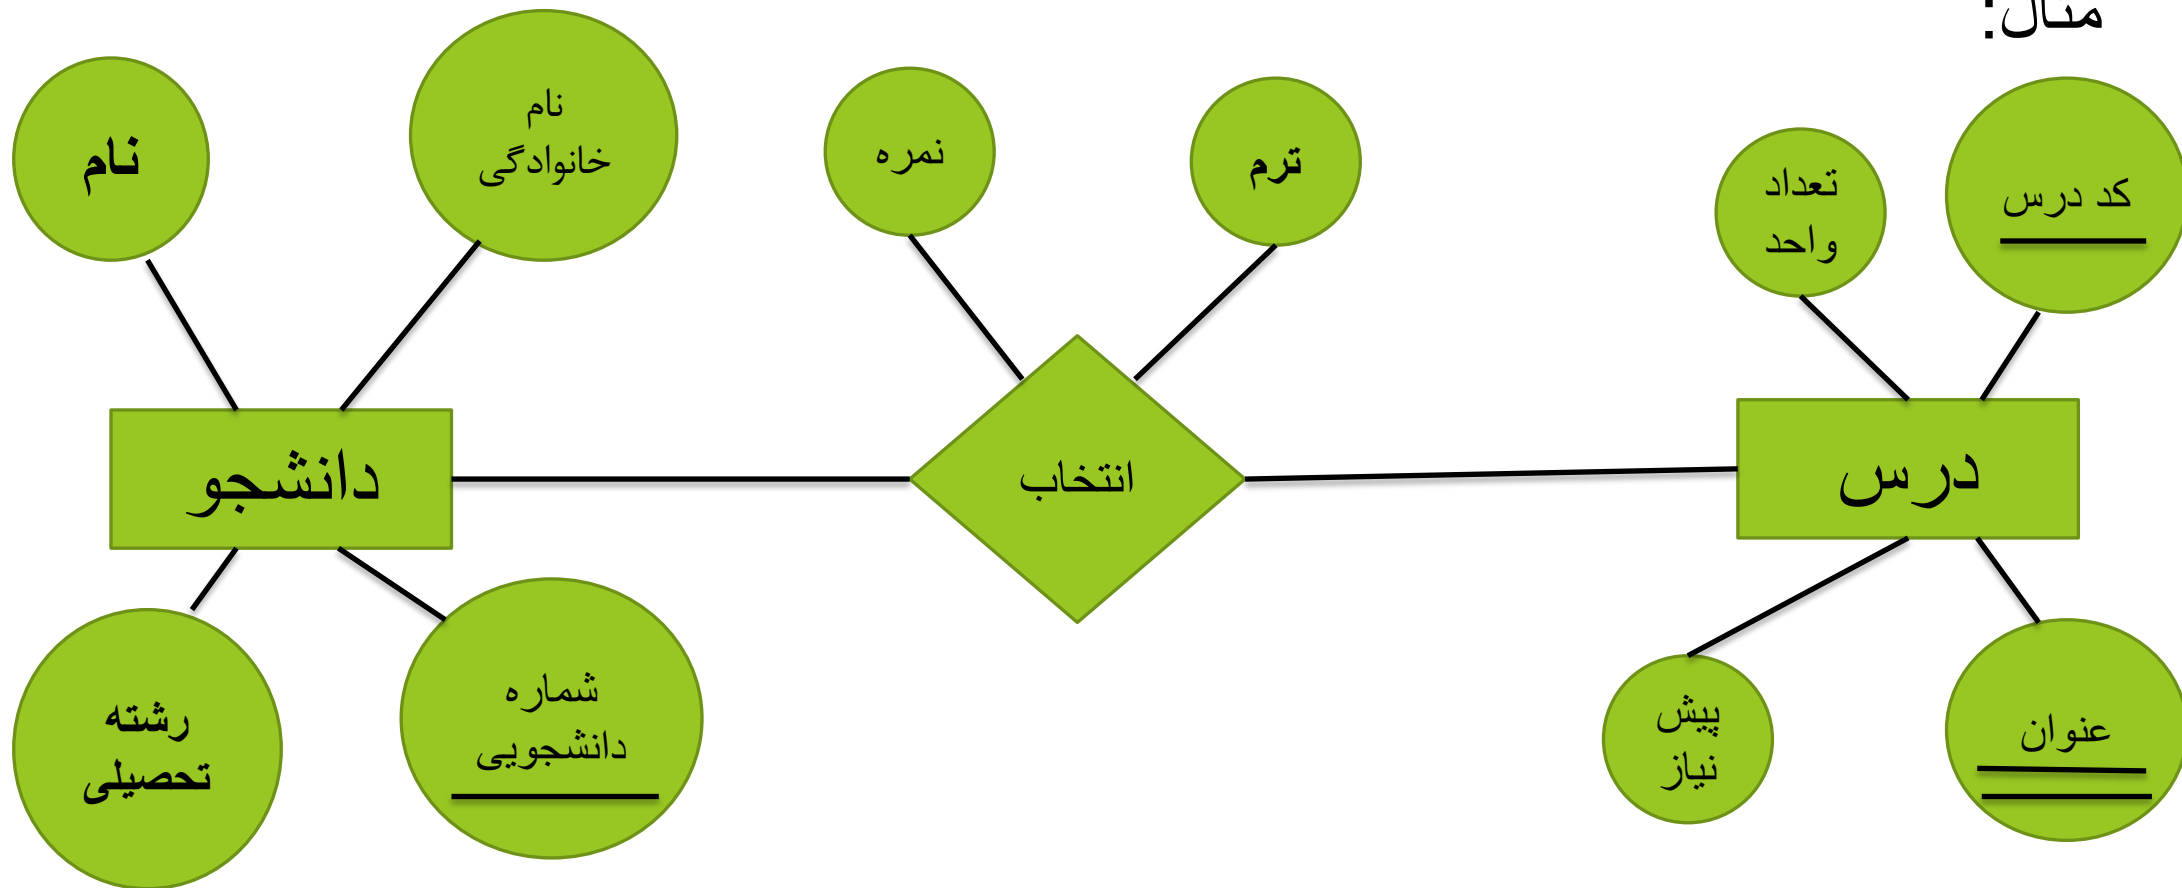 مثال:
کد درس
تعداد
واحد
ترم
نمره
نام
خانوادگی
نام
درس
انتخاب
دانشجو
عنوان
پیش
نیاز
شماره
دانشجویی
رشته
تحصیلی